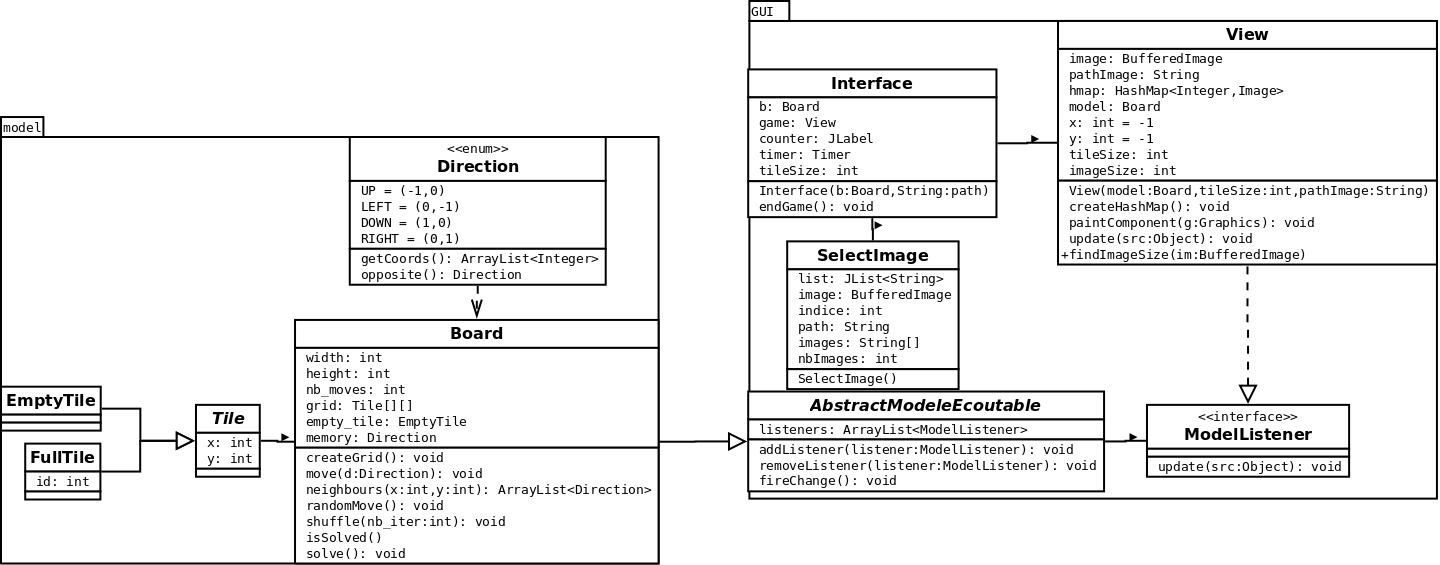 model
<<enum>>
Direction
UP = (-1,0)
LEFT = (0,-1)
DOWN = (1,0)
RIGHT = (0,1)
getCoords(): ArrayList<Integer>
opposite(): Direction
EmptyTile
FullTile
id: int
Tile
x: int
y: int
Board
width: int
height: int
nb_moves: int
grid: Tile[][]
empty_tile: EmptyTile
memory: Direction
createGrid(): void
move(d:Direction): void
neighbours(x:int,y:int): ArrayList<Direction>
randomMove(): void
shuffle(nb_iter:int): void
isSolved()
solve(): void
GUI
Interface
b: Board
game: View
counter: JLabel
timer: Timer
tileSize: int
Interface(b:Board,String:path)
endGame(): void
View
image: BufferedImage
pathImage: String
hmap: HashMap<Integer,Image>
model: Board
x: int = -1
y: int = -1
tileSize: int
imageSize: int
View(model:Board,tileSize:int,pathImage:String)
createHashMap(): void
paintComponent(g:Graphics): void
update(src:Object): void
+findImageSize(im:BufferedImage)
SelectImage
list: JList<String>
image: BufferedImage
indice: int
path: String
images: String[]
nbImages: int
SelectImage()
AbstractModeleEcoutable
listeners: ArrayList<ModelListener>
addListener(listener:ModelListener): void
removeListener(listener:ModelListener): void
fireChange(): void
<<interface>>
ModelListener
update(src:Object): void